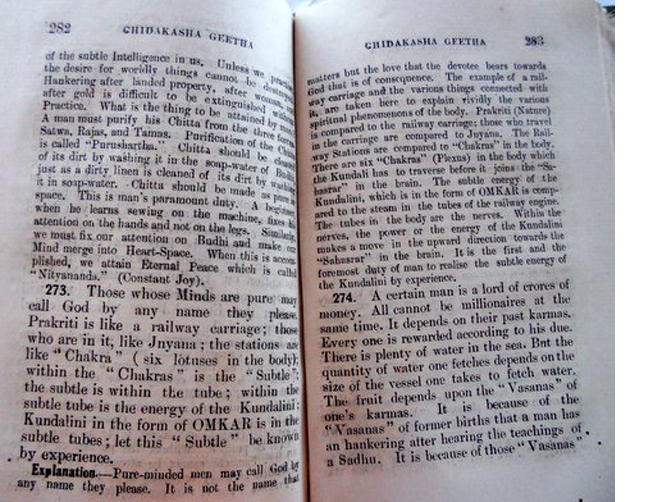 282
CHIDAKASHA GEETHA
of the subtle Intelligence in us. Unless we
the desire for worldly things cannot be
Hankering after landed property, after
after gold is difficult to be extinguished without
Practice. What is the thing to be attained by
A man must purify his Chitta from the three
Satwa, Rajas, and Tamas. Purification of the
is called "Purushartha." Chitta should be
of its dirt by washing it in the soap-water of
just as a dirty linen is cleaned of its dirt by
it in soap-water. Chitta should be made as pure
space. This is man's paramount duty. A beginner,
when he learns sewing on the machine, fixes his
attention on the hands and not on the legs. Similarly,
we must fix our attention on Budhi and make our
Mind merge into Heart-Space. When this is accom-
plished, we attain Eternal Peace which is called
"Nityananda." (Constant Joy).
273. Those whose Minds are pure may
call God by any name they please.
Prakriti is like a railway carriage; those
who are in it, like Jnyana; the stations are
like "Chakra" (six lotuses in the body);
within the "Chakras" is the "Subtle";
the subtle is within the tube; within the
subtle tube is the energy of the Kundalini;
Kundalini in the form of OMKAR is in the
subtle tubes; let this "Subtle" be known
by experience.
Explanation.—Pure-minded men may call God by
any name they please. It is not the name that
CHIDAKASHA GEETHA
283
matters but the love that the devotee bears towards
God that is of consequence. The example of a rail-
way carriage and the various things connected with
it, are taken here to explain vividly the various
spiritual phenomenons of the body. Prakriti (Nature)
is compared to the railway carriage; those who travel
in the carriage are compared to Jnyana. The Rail-
way Stations are compared to "Chakras" in the body.
There are six "Chakras" (Plexus) in the body which
the Kundali has to traverse before it joins the "Sa-
hasrar" in the brain. The subtle energy of the
Kundalini, which is in the form of OMKAR is comp-
ared to the steam in the tubes of the railway engine.
The tubes in the body are the nerves. Within the
nerves, the power or the energy of the Kundalini
makes a move in the upward direction towards the
"Sahasrar" in the brain. It is the first and the
foremost duty of man to realise the subtle energy of
the Kundalini by experience.
274. A certain man is a lord of crores of
money. All cannot be millionaires at the
same time. It depends on their past karmas.
Every one is rewarded according to his due.
There is plenty of water in the sea. But the
quantity of water one fetches depends on the
size of the vessel one takes to fetch water.
The fruit depends upon the "Vasanas" of
one's karmas. It is because of the
"Vasanas" of former births that a man has
an hankering after hearing the teachings of
a Sadhu. It is because of those "Vasanas"